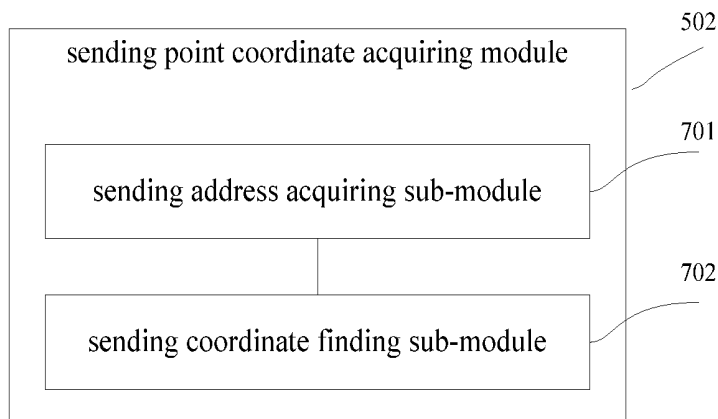 502
sending point coordinate acquiring module
701
sending address acquiring sub-module
702
sending coordinate finding sub-module